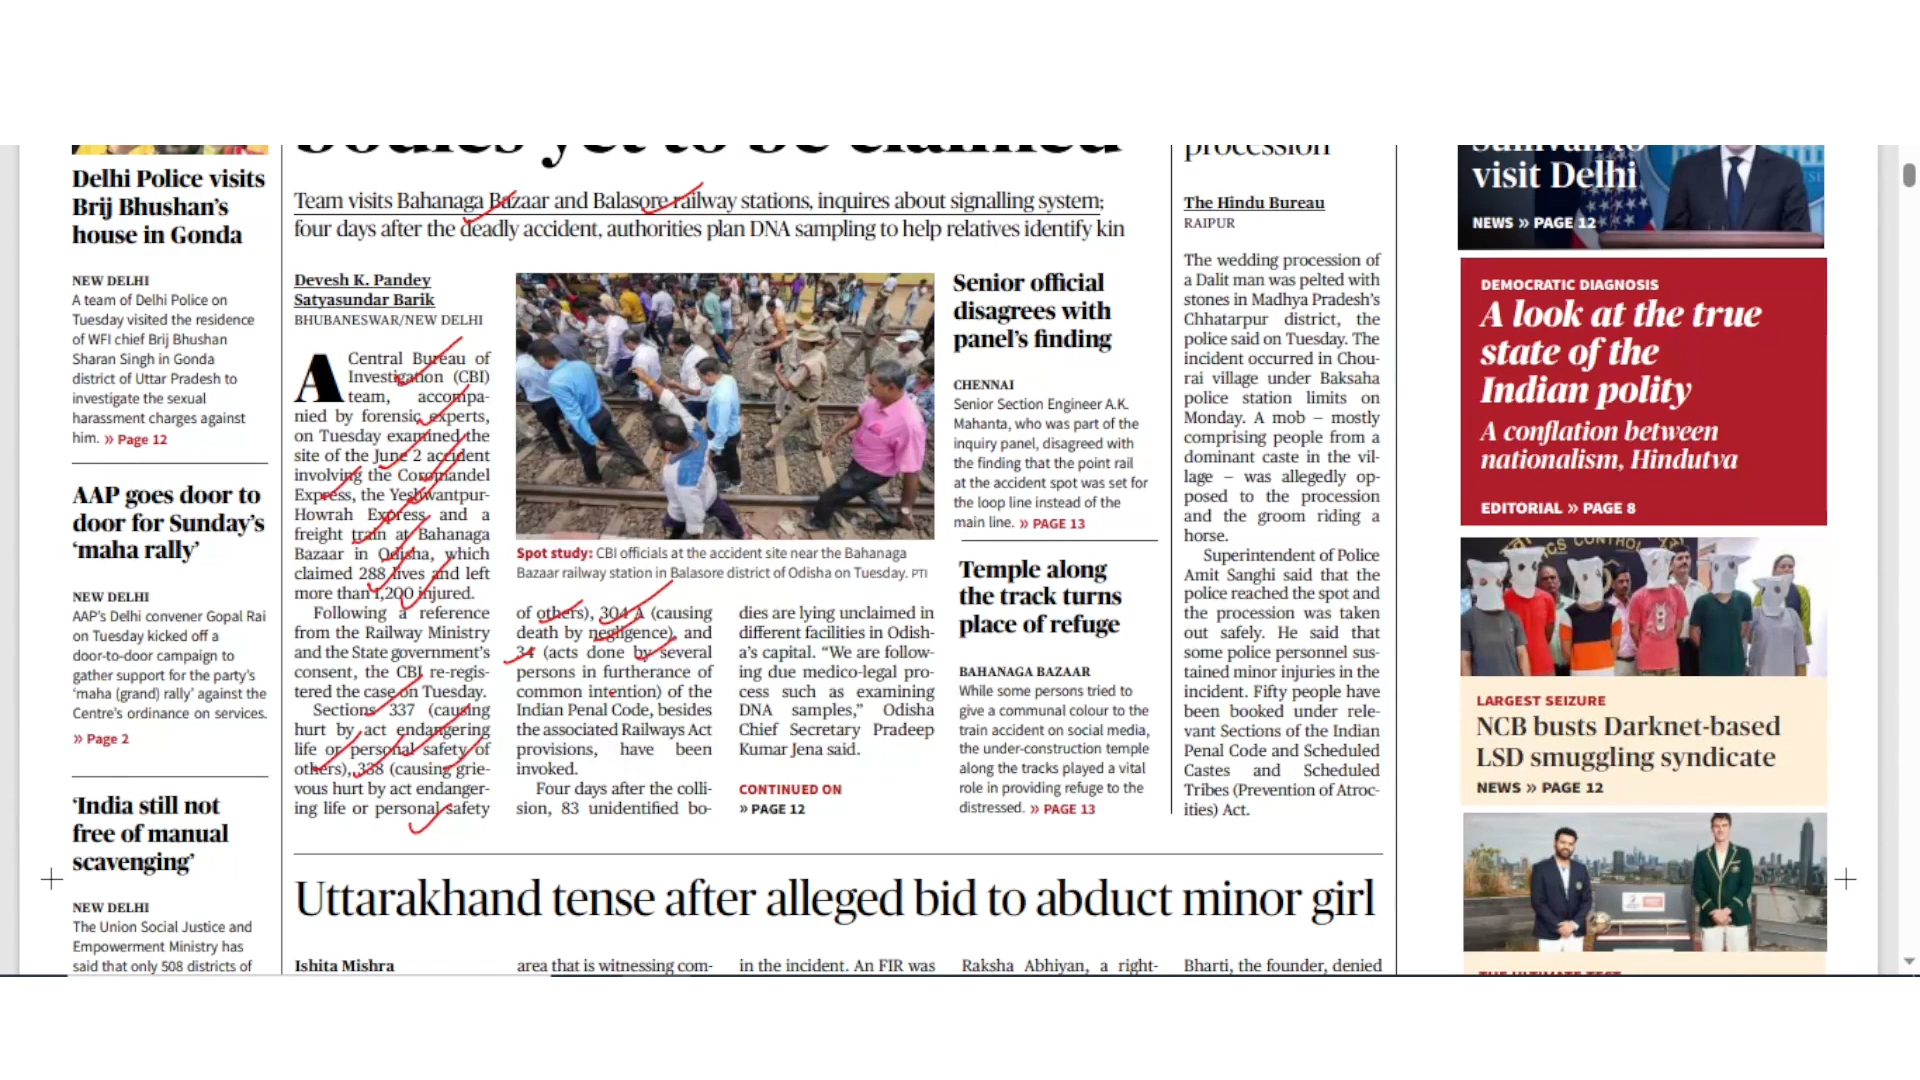 Delhi Police visits
Brij Bhushan's
house in Gonda
NEW DELHI
A team of Delhi Police on
Tuesday visited the residence
of WFI chief Brij Bhushan
Sharan Singh in Gonda
district of Uttar Pradesh to
investigate the sexual
harassment charges against
him. » Page 12
AAP goes door to
door for Sunday's
'maha rally'
NEW DELHI
AAP's Delhi convener Gopal Rai
on Tuesday kicked off a
door-to-door campaign to
gather support for the party's
'maha (grand) rally' against the
Centre's ordinance on services.
» Page 2
'India still not
free of manual
scavenging'
NEW DELHI
The Union Social Justice and
Empowerment Ministry has
said that only 508 districts of
bodies yet to be claimed
Team visits Bahanaga Bazaar and Balasore railway stations, inquires about signalling system;
four days after the deadly accident, authorities plan DNA sampling to help relatives identify kin
Devesh K. Pandey
Satyasundar Barik
BHUBANESWAR/NEW DELHI
A Central Bureau of
Investigation (CBI)
team, accompa-
nied by forensic experts,
on Tuesday examined the
site of the June 2 accident
involving the Coromandel
Express, the Yeshwantpur-
Howrah Express and a
freight train at Bahanaga
Bazaar in Odisha, which
claimed 288 lives and left
more than 1,200 injured.
Following a reference
from the Railway Ministry
and the State government's
consent, the CBI re-regis-
tered the case on Tuesday.
Sections 337 (causing
hurt by act endangering
life or personal safety of
others), 338 (causing grie-
vous hurt by act endanger-
ing life or personal safety
Spot study: CBI officials at the accident site near the Bahanaga
Bazaar railway station in Balasore district of Odisha on Tuesday. PTI
of others), 304 A (causing
death by negligence), and
34 (acts done by several
persons in furtherance of
common intention) of the
Indian Penal Code, besides
the associated Railways Act
provisions, have been
invoked.
Four days after the colli-
sion, 83 unidentified bo-
dies are lying unclaimed in
different facilities in Odish-
a's capital. "We are follow-
ing due medico-legal pro-
cess such as examining
DNA samples," Odisha
Chief Secretary Pradeep
Kumar Jena said.
CONTINUED ON
» PAGE 12
Senior official
disagrees with
panel's finding
CHENNAI
Senior Section Engineer A.K.
Mahanta, who was part of the
inquiry panel, disagreed with
the finding that the point rail
at the accident spot was set for
the loop line instead of the
main line. » PAGE 13
Temple along
the track turns
place of refuge
BAHANAGA BAZAAR
While some persons tried to
give a communal colour to the
train accident on social media,
the under-construction temple
along the tracks played a vital
role in providing refuge to the
distressed. » PAGE 13
procession
The Hindu Bureau
RAIPUR
The wedding procession of
a Dalit man was pelted with
stones in Madhya Pradesh's
Chhatarpur district, the
police said on Tuesday. The
incident occurred in Chou-
rai village under Baksaha
police station limits on
Monday. A mob – mostly
comprising people from a
dominant caste in the vil-
lage – was allegedly op-
posed to the procession
and the groom riding a
horse.
Superintendent of Police
Amit Sanghi said that the
police reached the spot and
the procession was taken
out safely. He said that
some police personnel sus-
tained minor injuries in the
incident. Fifty people have
been booked under rele-
vant Sections of the Indian
Penal Code and Scheduled
Castes and Scheduled
Tribes (Prevention of Atroc-
ities) Act.
Uttarakhand tense after alleged bid to abduct minor girl
Ishita Mishra
area that is witnessing com-
in the incident. An FIR was
Raksha Abhiyan, a right-
Bharti, the founder, denied
Sullivan to
visit Delhi
NEWS » PAGE 12
DEMOCRATIC DIAGNOSIS
A look at the true
state of the
Indian polity
A conflation between
nationalism, Hindutva
EDITORIAL » PAGE 8
LARGEST SEIZURE
NCB busts Darknet-based
LSD smuggling syndicate
NEWS » PAGE 12
THE ULTIMATE TEST